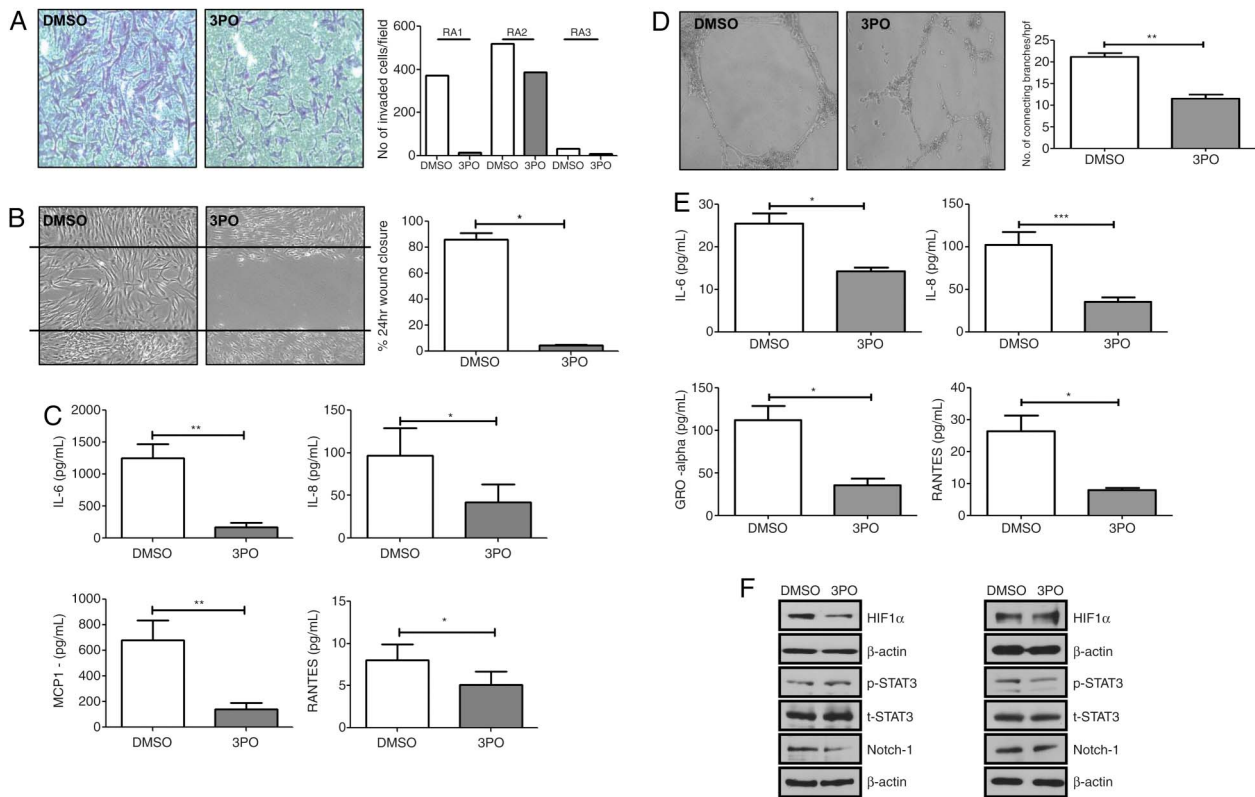 A
DMSO
3PO
No of invaded cells/field
600
400
200
0
RA1
RA2
RA3
DMSO
3PO
DMSO
3PO
DMSO
3PO
B
DMSO
3PO
% 24hr wound closure
100
80
60
40
20
0
*
DMSO
3PO
C
IL-6 (pg/mL)
1500
1250
1000
750
500
250
0
**
DMSO
3PO
IL-8 (pg/mL)
150
100
50
0
*
DMSO
3PO
MCP1 - (pg/mL)
1000
800
600
400
200
0
**
DMSO
3PO
RANTES (pg/mL)
15
10
5
0
*
DMSO
3PO
D
DMSO
3PO
No. of connecting branches/hpf
25
20
15
10
5
0
**
DMSO
3PO
E
IL-6 (pg/mL)
30
20
10
0
*
DMSO
3PO
IL-8 (pg/mL)
150
100
50
0
***
DMSO
3PO
GRO -alpha (pg/mL)
150
100
50
0
*
DMSO
3PO
RANTES (pg/mL)
40
30
20
10
0
*
DMSO
3PO
F
DMSO 3PO
HIF1α
β-actin
p-STAT3
t-STAT3
Notch-1
β-actin
DMSO 3PO
HIF1α
β-actin
p-STAT3
t-STAT3
Notch-1
β-actin